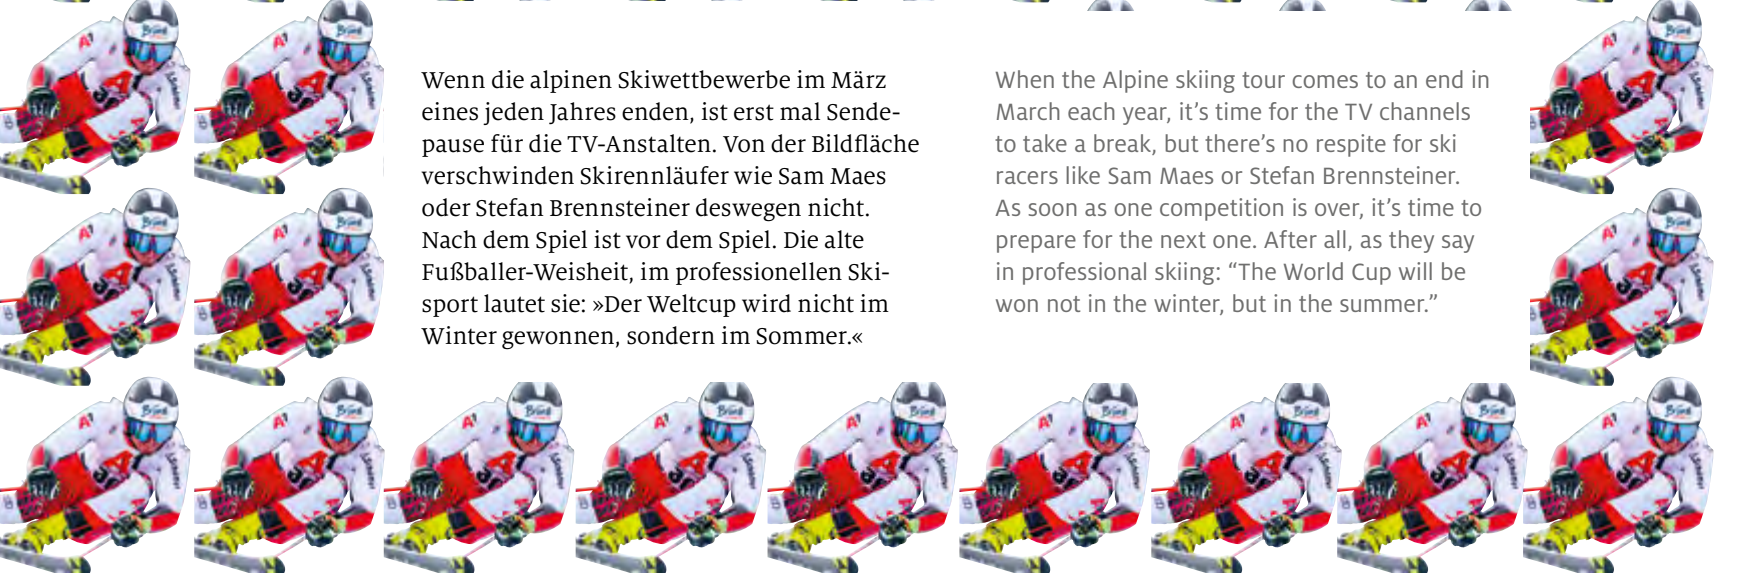 Wenn die alpinen Skiwettbewerbe im März
eines jeden Jahres enden, ist erst mal Sende-
pause für die TV-Anstalten. Von der Bildfläche
verschwinden Skirennläufer wie Sam Maes
oder Stefan Brennsteiner deswegen nicht.
Nach dem Spiel ist vor dem Spiel. Die alte
Fußballer-Weisheit, im professionellen Ski-
sport lautet sie: »Der Weltcup wird nicht im
Winter gewonnen, sondern im Sommer.«
When the Alpine skiing tour comes to an end in
March each year, it’s time for the TV channels
to take a break, but there’s no respite for ski
racers like Sam Maes or Stefan Brennsteiner.
As soon as one competition is over, it’s time to
prepare for the next one. After all, as they say
in professional skiing: “The World Cup will be
won not in the winter, but in the summer.”